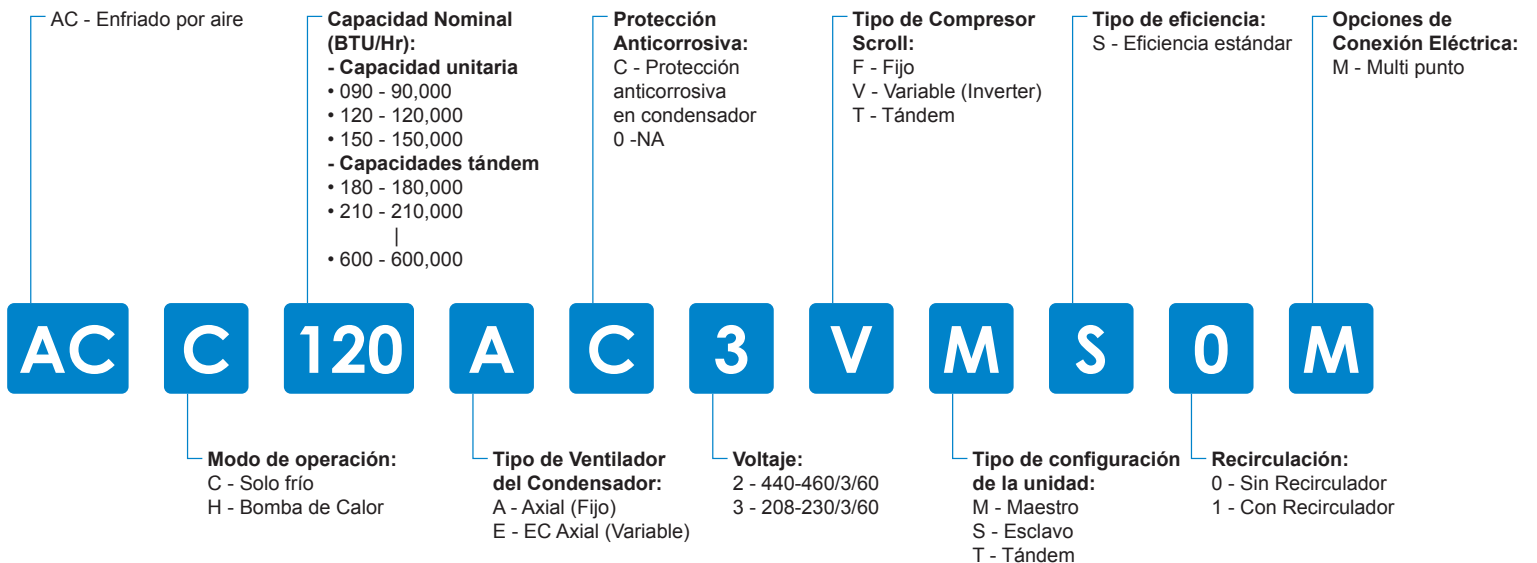 AC - Enfriado por aire
Capacidad Nominal
(BTU/Hr):
- Capacidad unitaria
• 090 - 90,000
• 120 - 120,000
• 150 - 150,000
- Capacidades tándem
• 180 - 180,000
• 210 - 210,000
|
• 600 - 600,000
Protección
Anticorrosiva:
C - Protección
anticorrosiva
en condensador
0 -NA
Tipo de Compresor
Scroll:
F - Fijo
V - Variable (Inverter)
T - Tándem
Tipo de eficiencia:
S - Eficiencia estándar
Opciones de
Conexión Eléctrica:
M - Multi punto
AC C 120 A C 3 V M S 0 M
Modo de operación:
C - Solo frío
H - Bomba de Calor
Tipo de Ventilador
del Condensador:
A - Axial (Fijo)
E - EC Axial (Variable)
Voltaje:
2 - 440-460/3/60
3 - 208-230/3/60
Tipo de configuración
de la unidad:
M - Maestro
S - Esclavo
T - Tándem
Recirculación:
0 - Sin Recirculador
1 - Con Recirculador